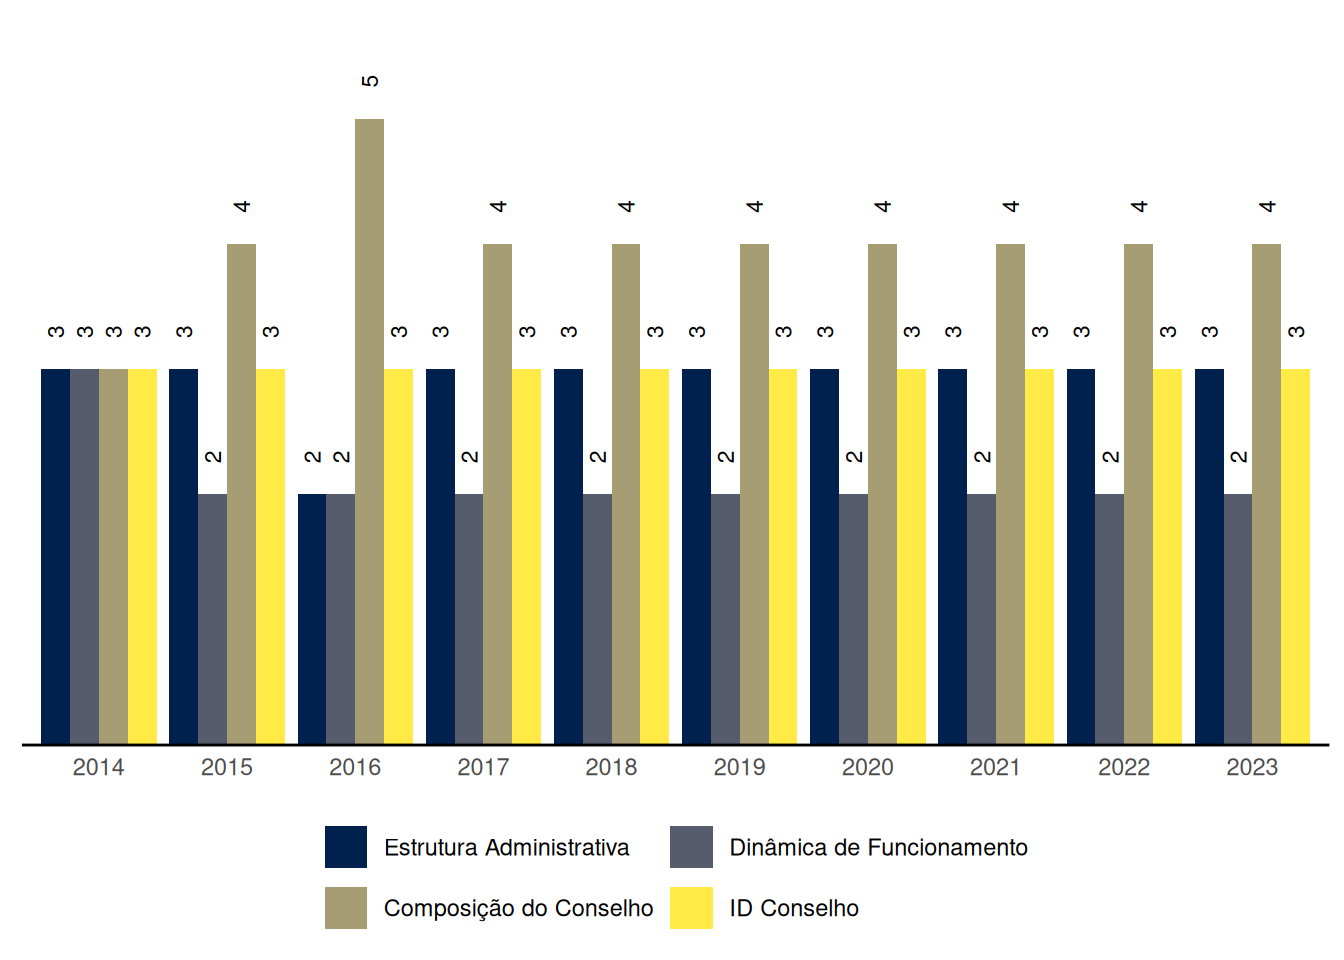 5
4 4 4 4 4 4 4 4
3 3 3 3 3 3 3 3 3 3 3 3 3 3 3 3 3 3 3 3 3
2 2 2 2 2 2 2 2 2 2
2014 2015 2016 2017 2018 2019 2020 2021 2022 2023
Estrutura Administrativa Dinâmica de Funcionamento
Composição do Conselho ID Conselho